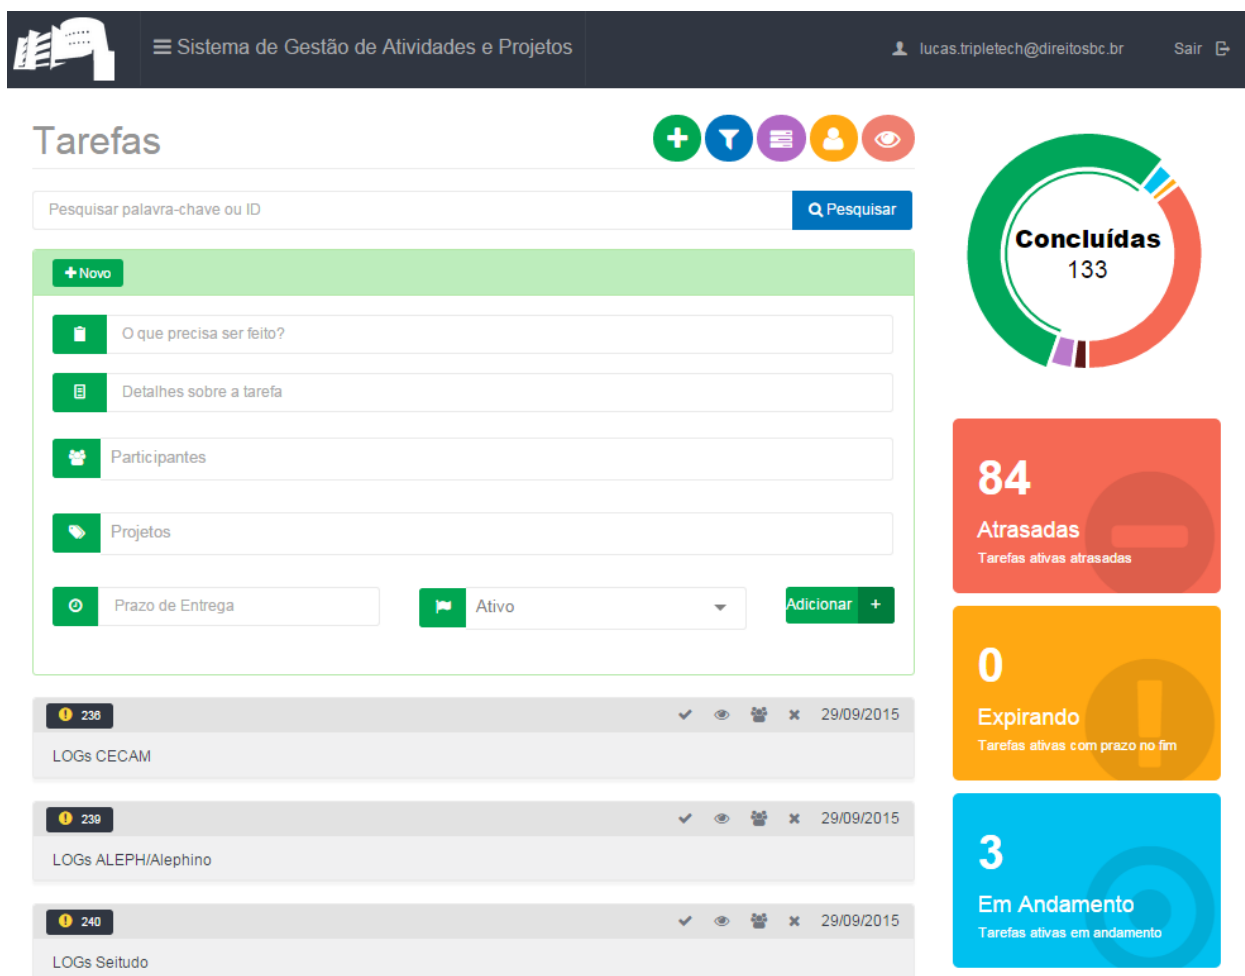 Sistema de Gestão de Atividades e Projetos
lucas.tripletech@direitosbc.br
Sair
Tarefas
Pesquisar palavra-chave ou ID
Pesquisar
Novo
O que precisa ser feito?
Detalhes sobre a tarefa
Participantes
Projetos
Prazo de Entrega
Ativo
Adicionar +
236
29/09/2015
LOGs CECAM
239
29/09/2015
LOGs ALEPH/Alephino
240
29/09/2015
LOGs Seitudo
Concluídas
133
84
Atrasadas
Tarefas ativas atrasadas
0
Expirando
Tarefas ativas com prazo no fim
3
Em Andamento
Tarefas ativas em andamento